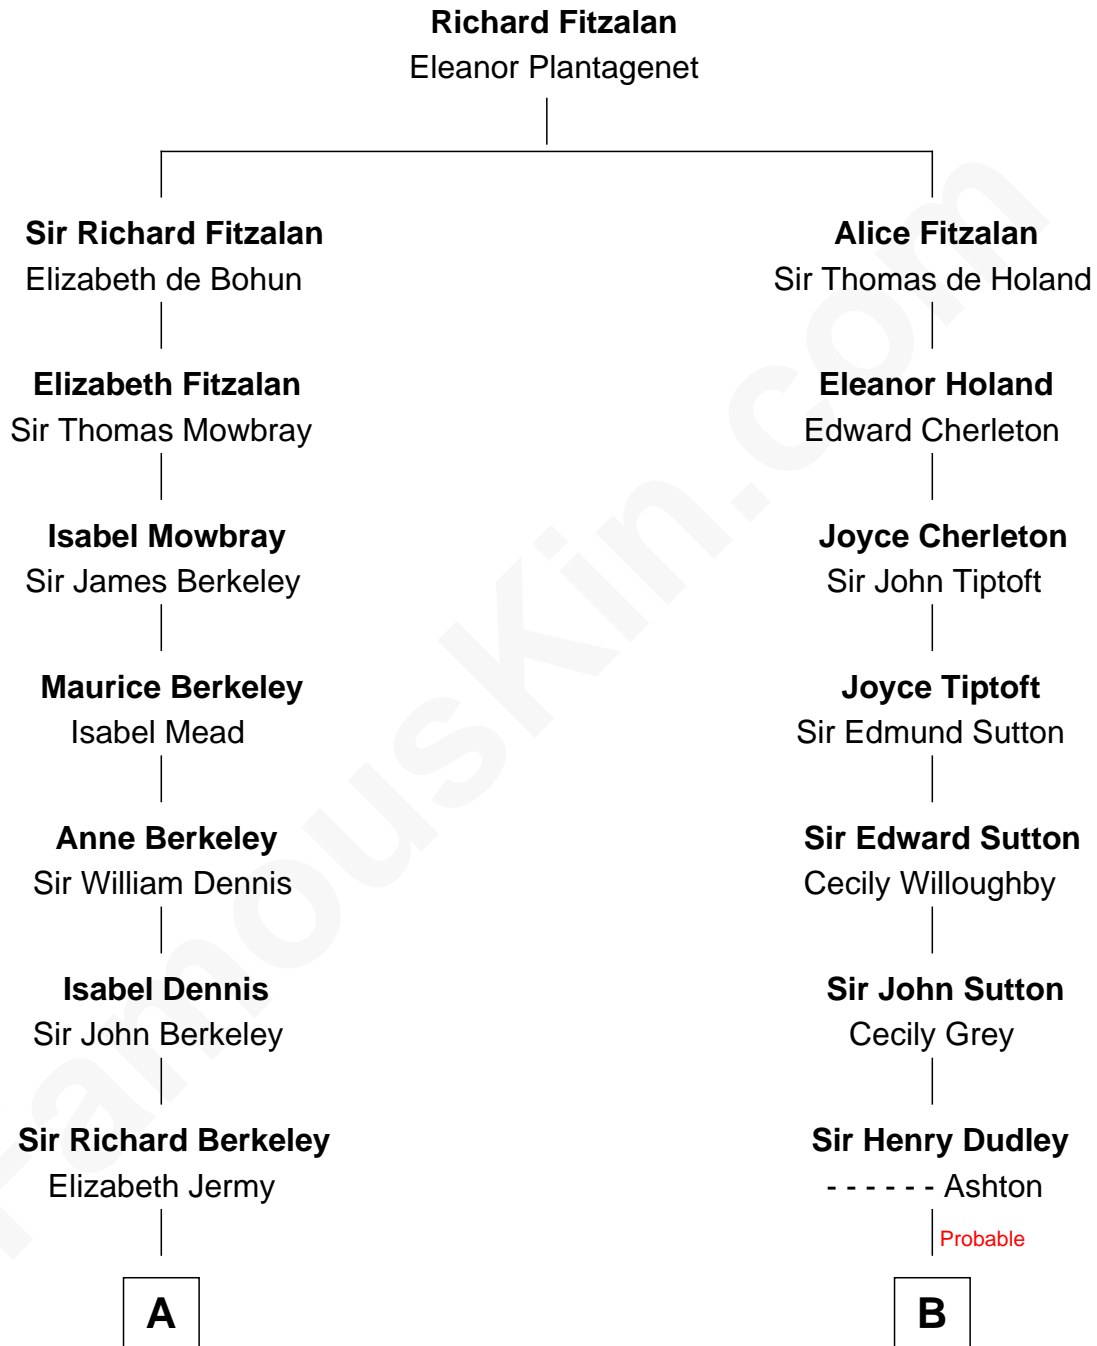 Richard Fitzalan
Eleanor Plantagenet
Sir Richard Fitzalan
Elizabeth de Bohun
Alice Fitzalan
Sir Thomas de Holand
Elizabeth Fitzalan
Sir Thomas Mowbray
Eleanor Holand
Edward Cherleton
Isabel Mowbray
Sir James Berkeley
Joyce Cherleton
Sir John Tiptoft
Maurice Berkeley
Isabel Mead
Joyce Tiptoft
Sir Edmund Sutton
Anne Berkeley
Sir William Dennis
Sir Edward Sutton
Cecily Willoughby
Isabel Dennis
Sir John Berkeley
Sir John Sutton
Cecily Grey
Sir Richard Berkeley
Elizabeth Jermy
Sir Henry Dudley
- - - - - - Ashton
Probable
A
B
FamousKin.com